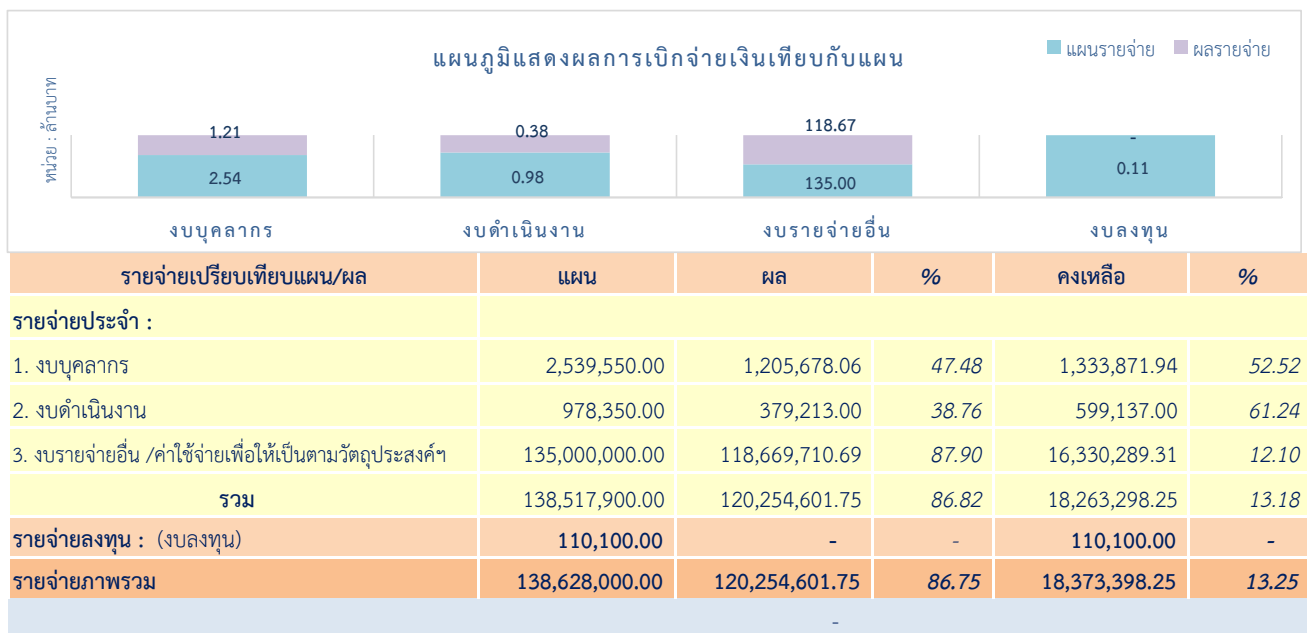 แผนภูมิแสดงผลการเบิกจ่ายเงินเทียบกับแผน
แผนรายจ่าย ผลรายจ่าย
หน่วย : ล้านบาท
1.21 0.38 118.67 -
2.54 0.98 135.00 0.11
งบบุคลากร งบดำเนินงาน งบรายจ่ายอื่น งบลงทุน
รายจ่ายเปรียบเทียบแผน/ผล แผน ผล % คงเหลือ %
รายจ่ายประจำ :
1. งบบุคลากร 2,539,550.00 1,205,678.06 47.48 1,333,871.94 52.52
2. งบดำเนินงาน 978,350.00 379,213.00 38.76 599,137.00 61.24
3. งบรายจ่ายอื่น /ค่าใช้จ่ายเพื่อให้เป็นตามวัตถุประสงค์ฯ 135,000,000.00 118,669,710.69 87.90 16,330,289.31 12.10
รวม 138,517,900.00 120,254,601.75 86.82 18,263,298.25 13.18
รายจ่ายลงทุน : (งบลงทุน) 110,100.00 - - 110,100.00 -
รายจ่ายภาพรวม 138,628,000.00 120,254,601.75 86.75 18,373,398.25 13.25
-